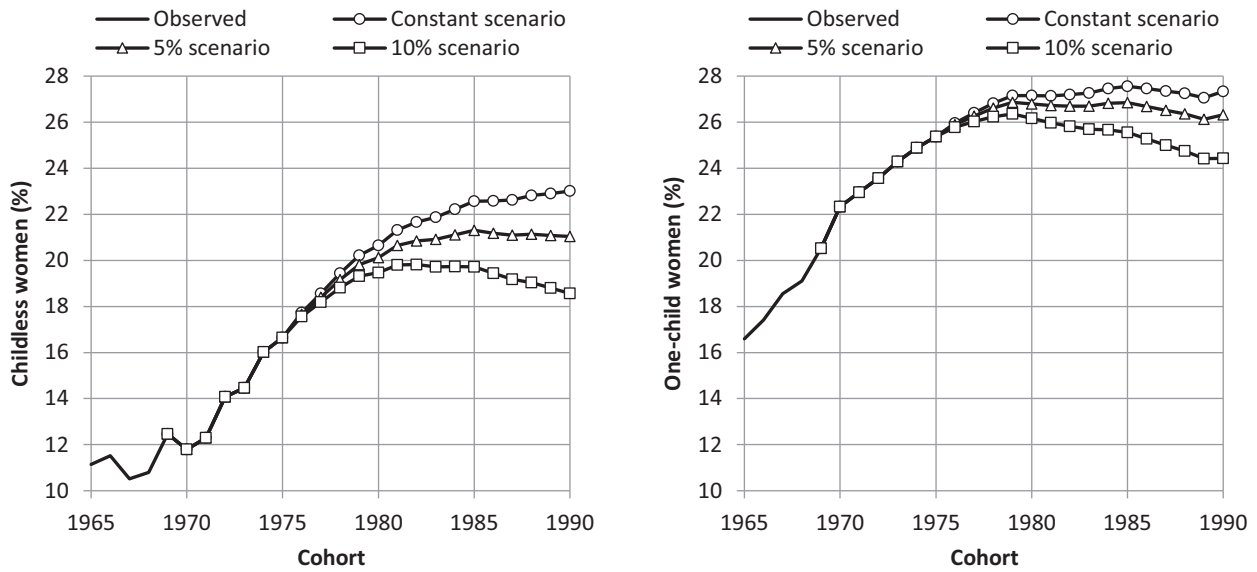 Observed Constant scenario
5% scenario 10% scenario
28
26
24
22
20
18
16
14
12
10
Childless women (%)
1965 1970 1975 1980 1985 1990
Cohort
Observed Constant scenario
5% scenario 10% scenario
28
26
24
22
20
18
16
14
12
10
One-child women (%)
1965 1970 1975 1980 1985 1990
Cohort